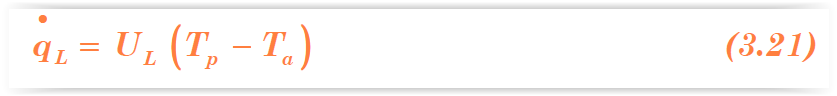 q̇_L = U_L (T_p − T_a) (3.21)